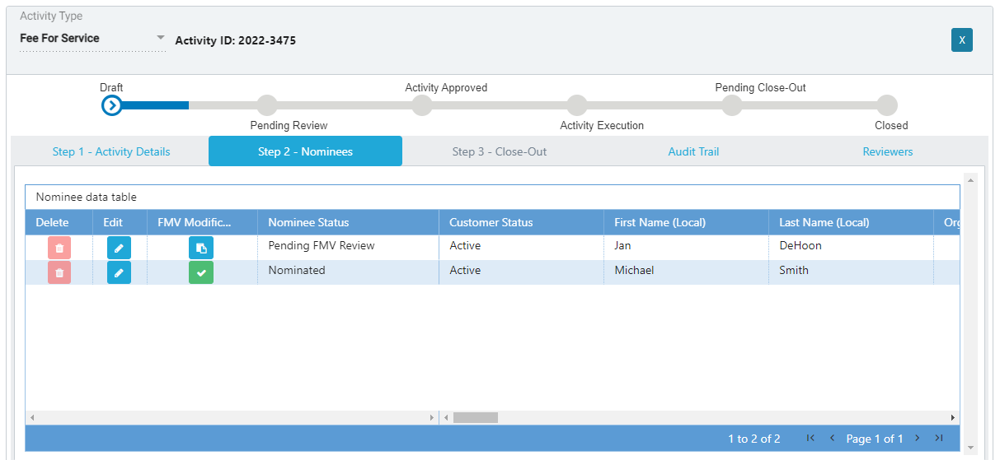 Activity Type
Fee For Service
Activity ID: 2022-3475
X
Draft
Activity Approved
Pending Close-Out
Pending Review
Activity Execution
Closed
Step 1 - Activity Details
Step 2 - Nominees
Step 3 - Close-Out
Audit Trail
Reviewers
Nominee data table
Delete Edit FMV Modific... Nominee Status Customer Status First Name (Local) Last Name (Local)
Pending FMV Review Active Jan DeHoon
Nominated Active Michael Smith
1 to 2 of 2 Page 1 of 1